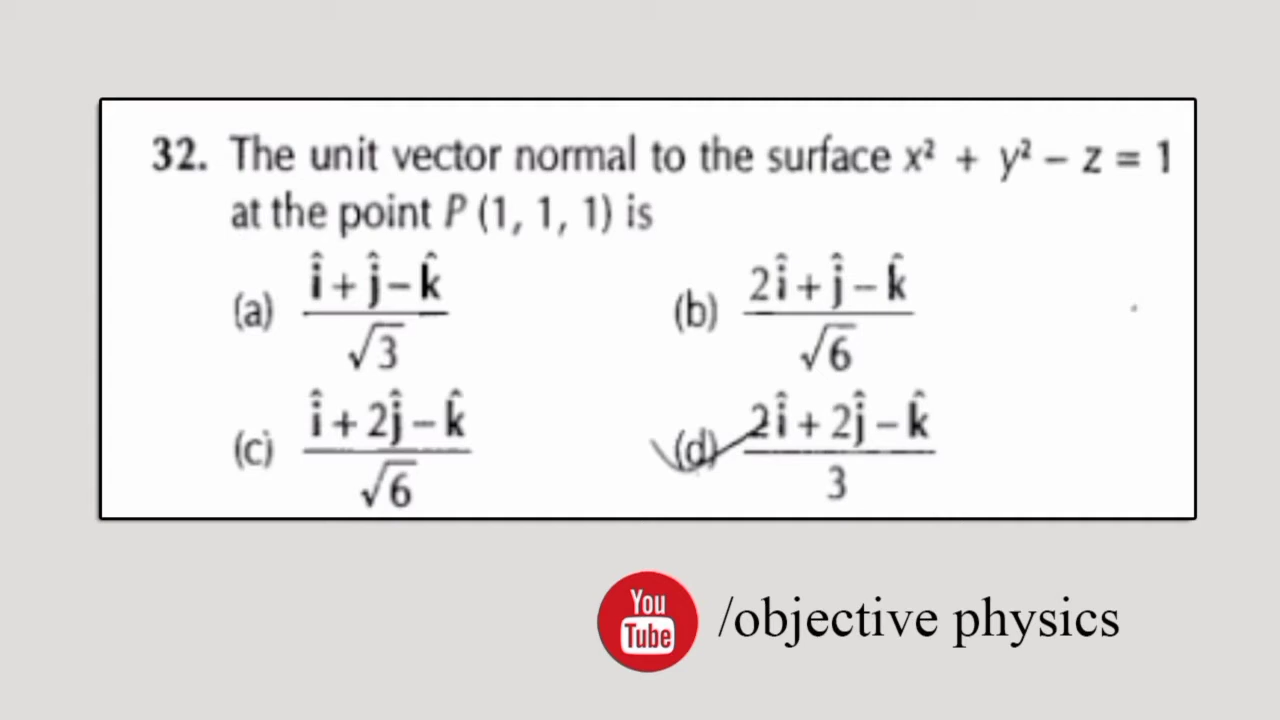 32. The unit vector normal to the surface x² + y² – z = 1
at the point P (1, 1, 1) is
(a) (î + ĵ – k̂)/√3 (b) (2î + ĵ – k̂)/√6
(c) (î + 2ĵ – k̂)/√6 (d) (2î + 2ĵ – k̂)/3
You
Tube /objective physics